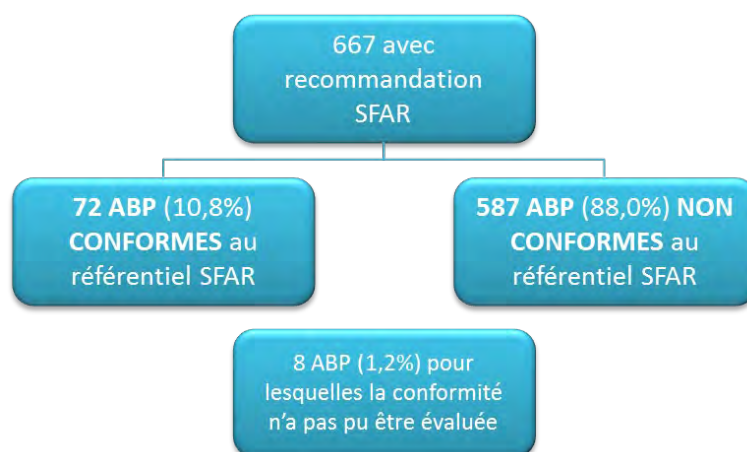 667 avec
recommandation
SFAR
72 ABP (10,8%)
CONFORMES au
référentiel SFAR
587 ABP (88,0%) NON
CONFORMES au
référentiel SFAR
8 ABP (1,2%) pour
lesquelles la conformité
n'a pas pu être évaluée